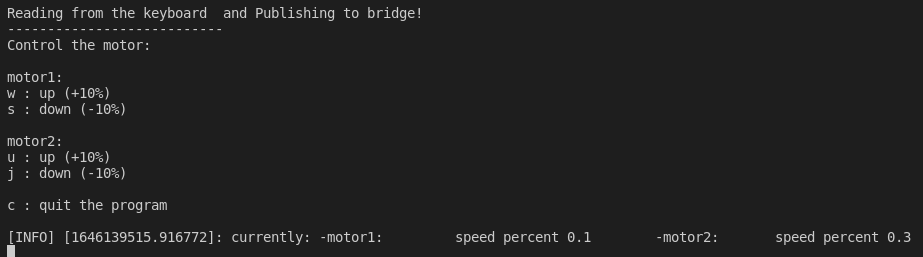 Reading from the keyboard  and Publishing to bridge!
---------------------------
Control the motor:
motor1:
w : up (+10%)
s : down (-10%)
motor2:
u : up (+10%)
j : down (-10%)
c : quit the program
[INFO] [1646139515.916772]: currently: -motor1:         speed percent 0.1        -motor2:       speed percent 0.3